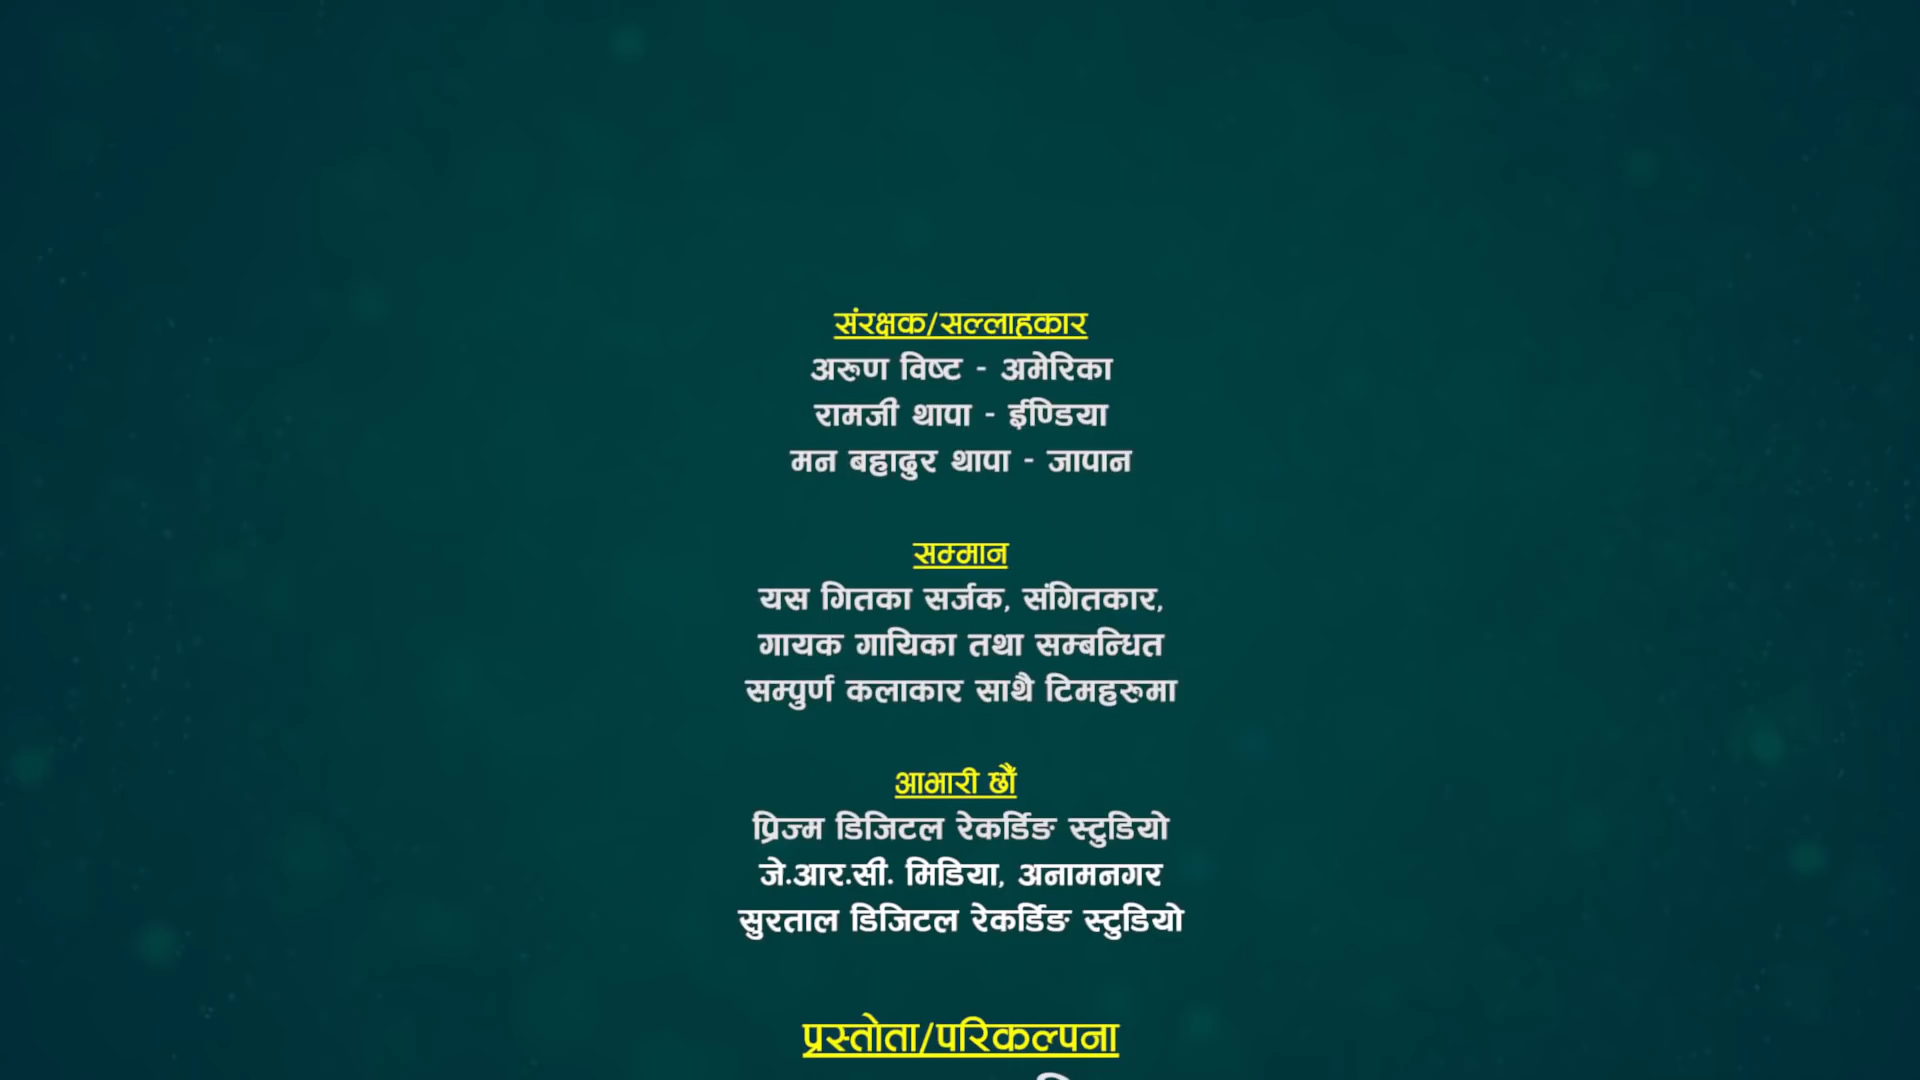 संरक्षक/सल्लाहकार
अरूण विष्ट - अमेरिका
रामजी थापा - ईण्डिया
मन बहादुर थापा - जापान
सम्मान
यस गितका सर्जक, संगितकार,
गायक गायिका तथा सम्बन्धित
सम्पुर्ण कलाकार साथै टिमहरूमा
आभारी छौं
प्रिज्म डिजिटल रेकर्डिङ स्टुडियो
जे.आर.सी. मिडिया, अनामनगर
सुरताल डिजिटल रेकर्डिङ स्टुडियो
प्रस्तोता/परिकल्पना